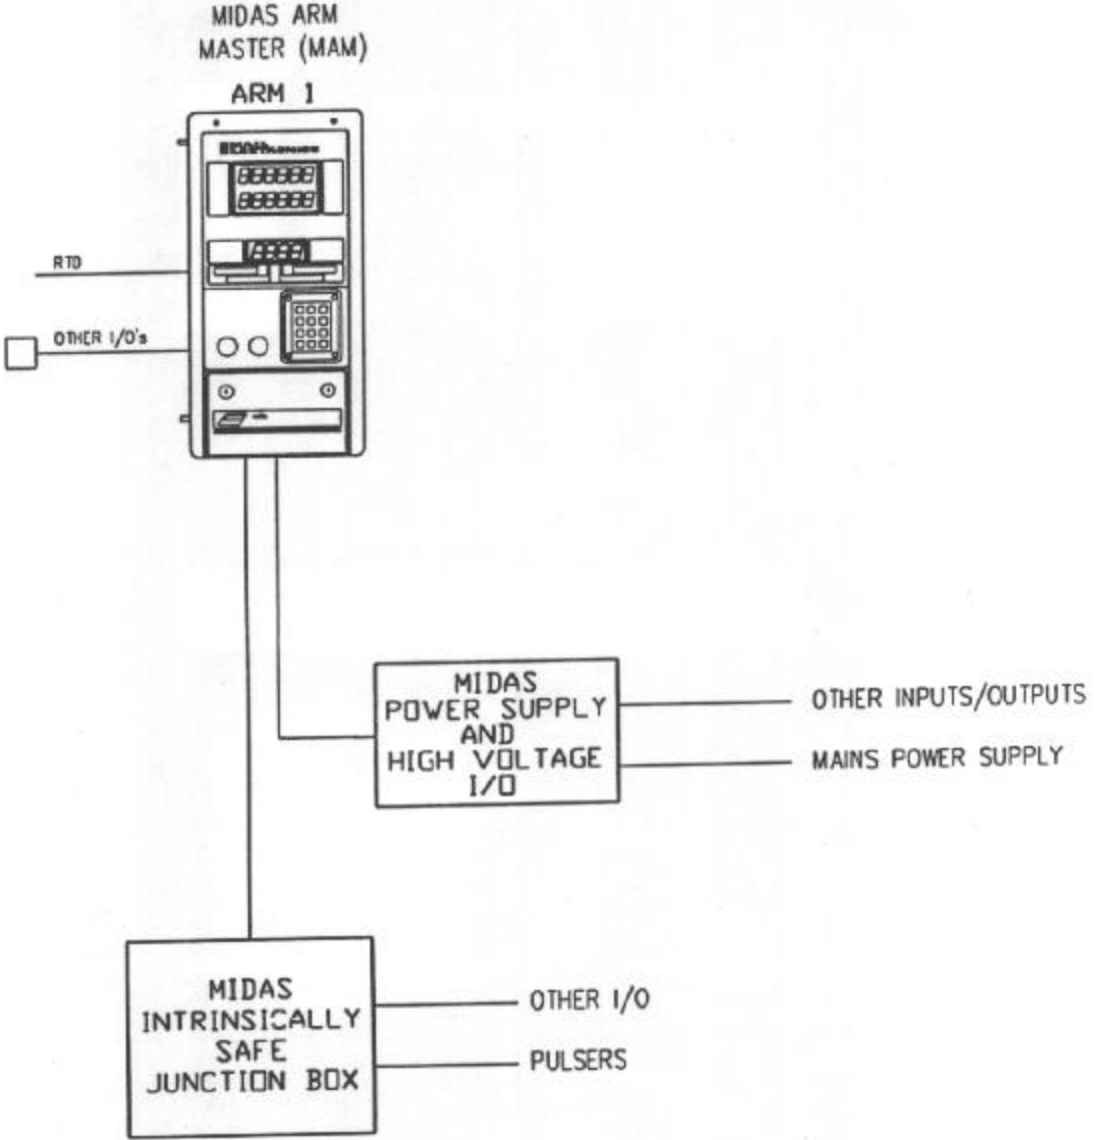 MIDAS ARM
MASTER (MAM)
ARM 1
RTD
OTHER I/O's
MIDAS
POWER SUPPLY
AND
HIGH VOLTAGE
I/O
OTHER INPUTS/OUTPUTS
MAINS POWER SUPPLY
MIDAS
INTRINSICALLY
SAFE
JUNCTION BOX
OTHER I/O
PULSERS